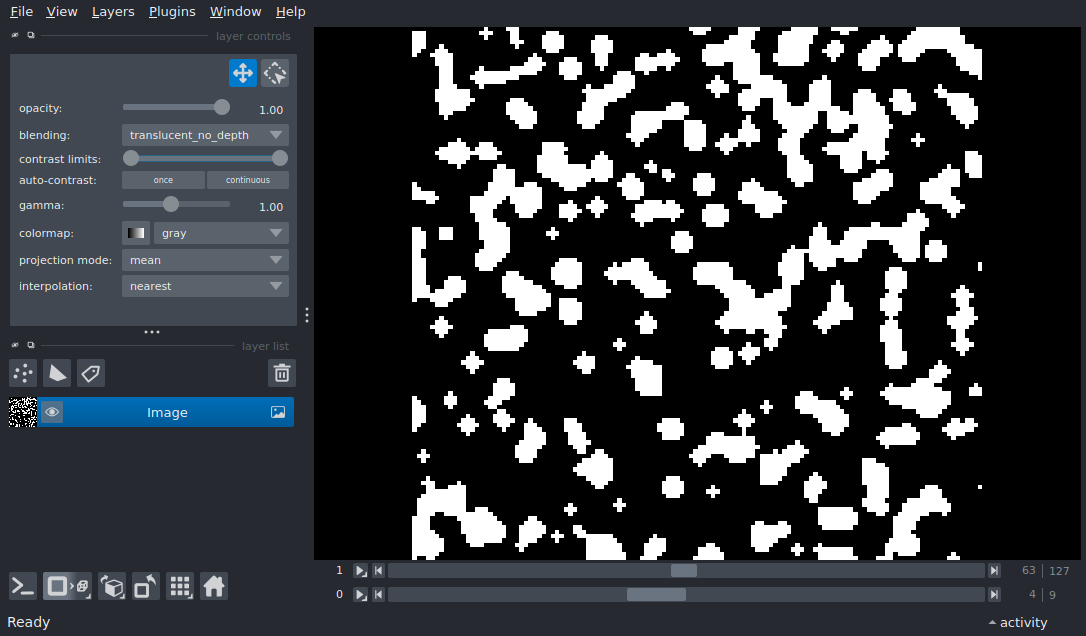 File View Layers Plugins Window Help
layer controls
opacity: 1.00
blending: translucent_no_depth
contrast limits:
auto-contrast: once continuous
gamma: 1.00
colormap: gray
projection mode: mean
interpolation: nearest
layer list
Image
1 63 127
0 4 9
Ready activity